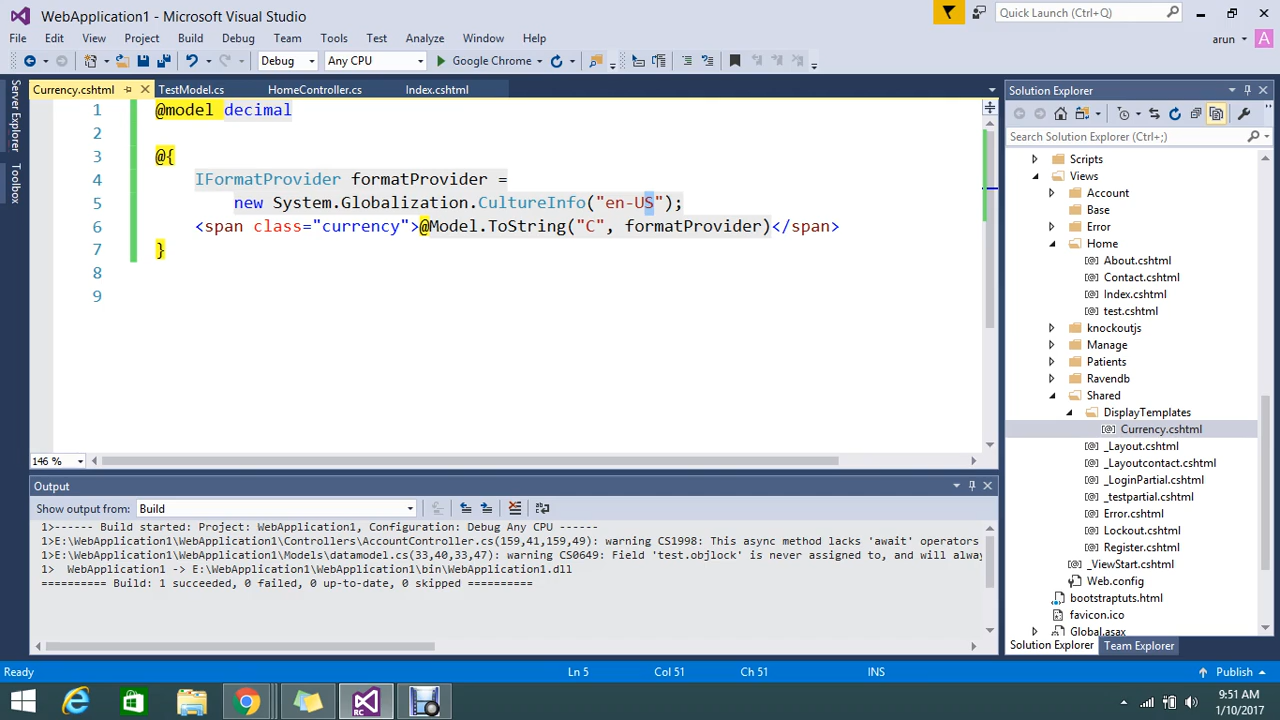 WebApplication1 - Microsoft Visual Studio
Quick Launch (Ctrl+Q)
File Edit View Project Build Debug Team Tools Test Analyze Window Help
arun A
Debug Any CPU Google Chrome
Server Explorer
Toolbox
Currency.cshtml TestModel.cs HomeController.cs Index.cshtml
1 @model decimal
2
3 @{
4 IFormatProvider formatProvider =
5 new System.Globalization.CultureInfo("en-US");
6 <span class="currency">@Model.ToString("C", formatProvider)</span>
7 }
8
9
146 %
Output
Show output from: Build
1>------ Build started: Project: WebApplication1, Configuration: Debug Any CPU ------
1>E:\WebApplication1\WebApplication1\Controllers\AccountController.cs(159,41,159,49): warning CS1998: This async method lacks 'await' operators
1>E:\WebApplication1\WebApplication1\Models\datamodel.cs(33,40,33,47): warning CS0649: Field 'test.objlock' is never assigned to, and will alwa
1>  WebApplication1 -> E:\WebApplication1\WebApplication1\bin\WebApplication1.dll
========== Build: 1 succeeded, 0 failed, 0 up-to-date, 0 skipped ==========
Solution Explorer
Search Solution Explorer (Ctrl+;)
Scripts
Views
Account
Base
Error
Home
About.cshtml
Contact.cshtml
Index.cshtml
test.cshtml
knockoutjs
Manage
Patients
Ravendb
Shared
DisplayTemplates
Currency.cshtml
_Layout.cshtml
_Layoutcontact.cshtml
_LoginPartial.cshtml
_testpartial.cshtml
Error.cshtml
Lockout.cshtml
Register.cshtml
_ViewStart.cshtml
Web.config
bootstraptuts.html
favicon.ico
Global.asax
Solution Explorer Team Explorer
Ready Ln 5 Col 51 Ch 51 INS Publish
RC
9:51 AM
1/10/2017